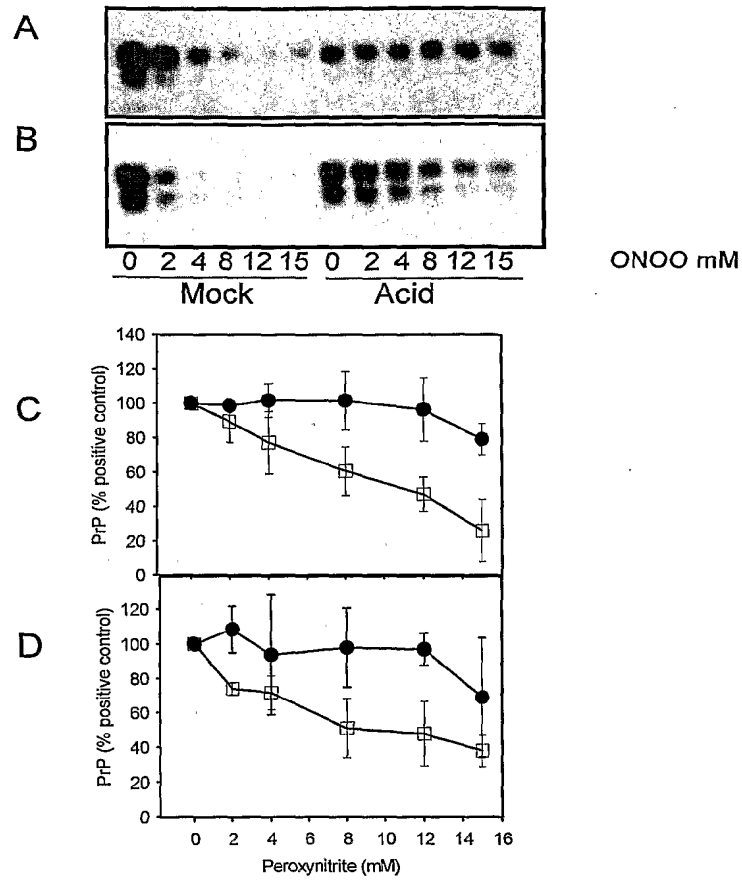 A
B
0 2 4 8 12 15 0 2 4 8 12 15 ONOO mM
Mock Acid
C
PrP (% positive control)
140
120
100
80
60
40
20
0
D
PrP (% positive control)
120
100
80
60
40
20
0
0 2 4 6 8 10 12 14 16
Peroxynitrite (mM)